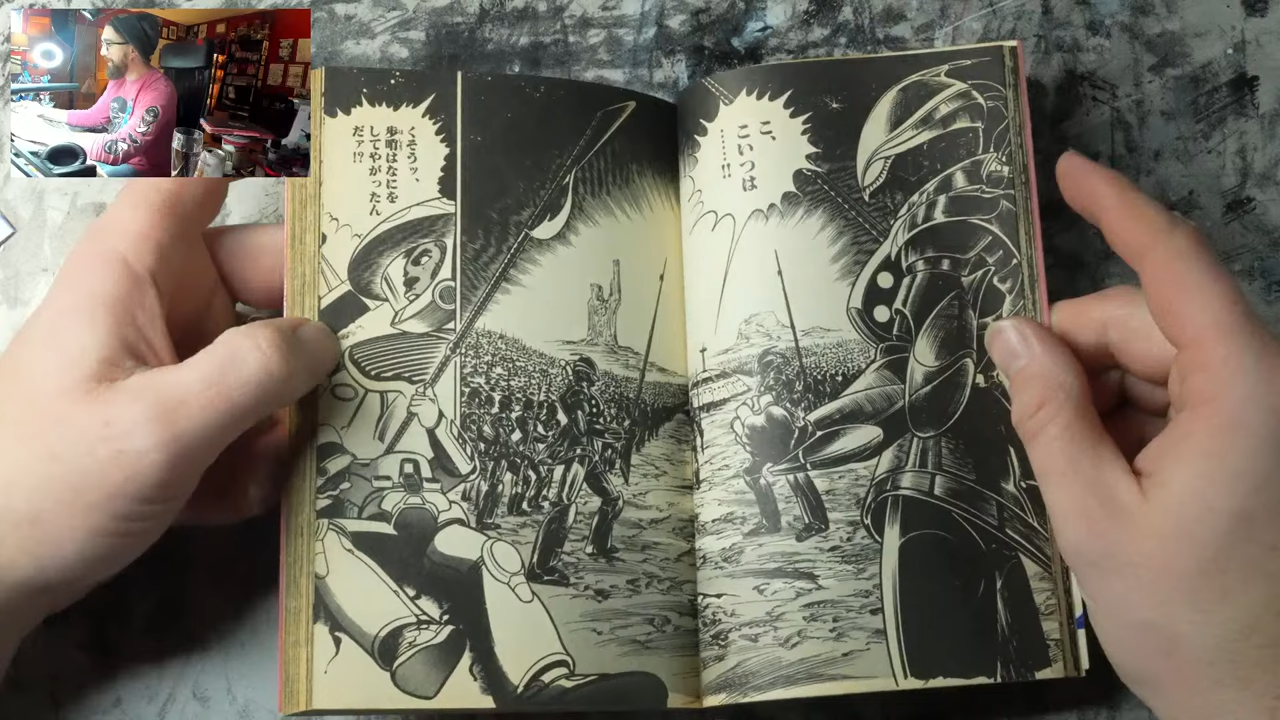 こ、
こいつは
……!!
くそうッ、
歩哨はなにを
してやがったん
だァ!?